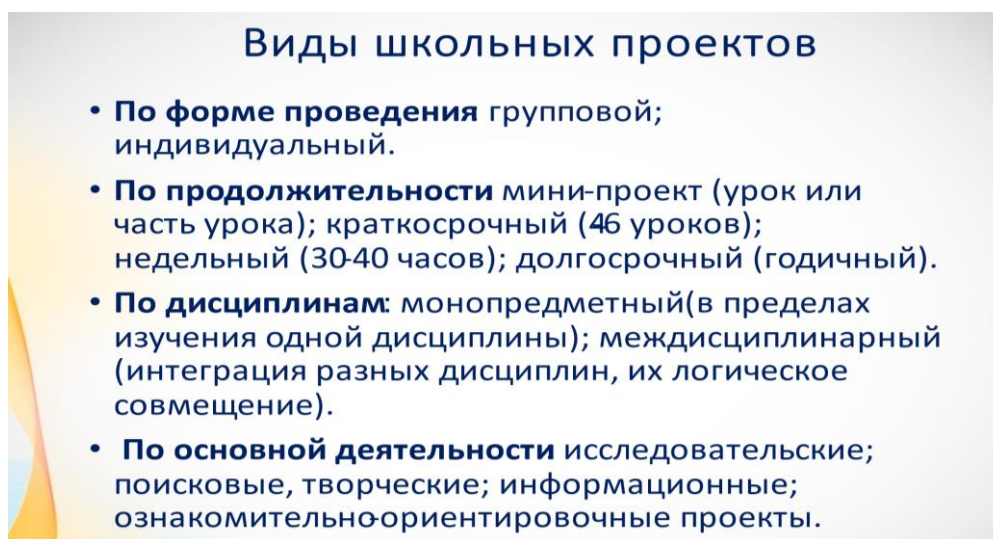 Виды школьных проектов
• По форме проведения групповой;
индивидуальный.
• По продолжительности мини-проект (урок или
часть урока); краткосрочный (46 уроков);
недельный (30-40 часов); долгосрочный (годичный).
• По дисциплинам: монопредметный(в пределах
изучения одной дисциплины); междисциплинарный
(интеграция разных дисциплин, их логическое
совмещение).
• По основной деятельности исследовательские;
поисковые, творческие; информационные;
ознакомительно-ориентировочные проекты.